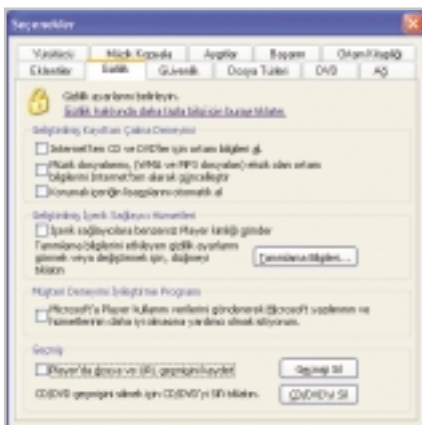 Seçenekler
Yürütücü Müzik Kopyala Aygıtlar Başarım Ortam Kitaplığı
Eklentiler Gizlilik Güvenlik Dosya Türleri DVD Ağ
Gizlilik ayarlarını belirleyin.
Gizlilik hakkında daha fazla bilgi için burayı tıklatın.
Geliştirilmiş Kayıttan Çalma Deneyimi
Internet'ten CD ve DVD'ler için ortam bilgileri al.
Müzik dosyalarımı, (WMA ve MP3 dosyaları) eksik olan ortam
bilgilerini Internet'ten alarak güncelleştir
Korumalı içeriğin lisanslarını otomatik al
Geliştirilmiş İçerik Sağlayıcı Hizmetleri
İçerik sağlayıcılara benzersiz Player kimliği gönder
Tanımlama bilgilerini etkileyen gizlilik ayarlarını
görmek veya değiştirmek için, düğmeyi
tıklatın
Tanımlama Bilgileri...
Müşteri Deneyimi İyileştirme Programı
Microsoft'a Player kullanım verilerini göndererek Microsoft yazılımının ve
hizmetlerinin daha iyi olmasına yardımcı olmak istiyorum.
Geçmiş
Player'da dosya ve URL geçmişini kaydet
Geçmişi Sil
CD/DVD geçmişini silmek için CD/DVD'yi Sil'i tıklatın.
CD/DVD'yi Sil